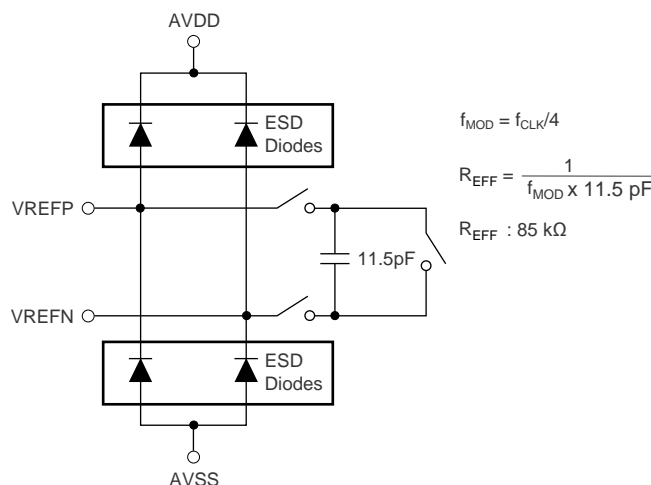 AVDD
ESD
Diodes
f_MOD = f_CLK/4
R_EFF = 1 / f_MOD x 11.5 pF
VREFP
R_EFF : 85 kΩ
11.5pF
VREFN
ESD
Diodes
AVSS